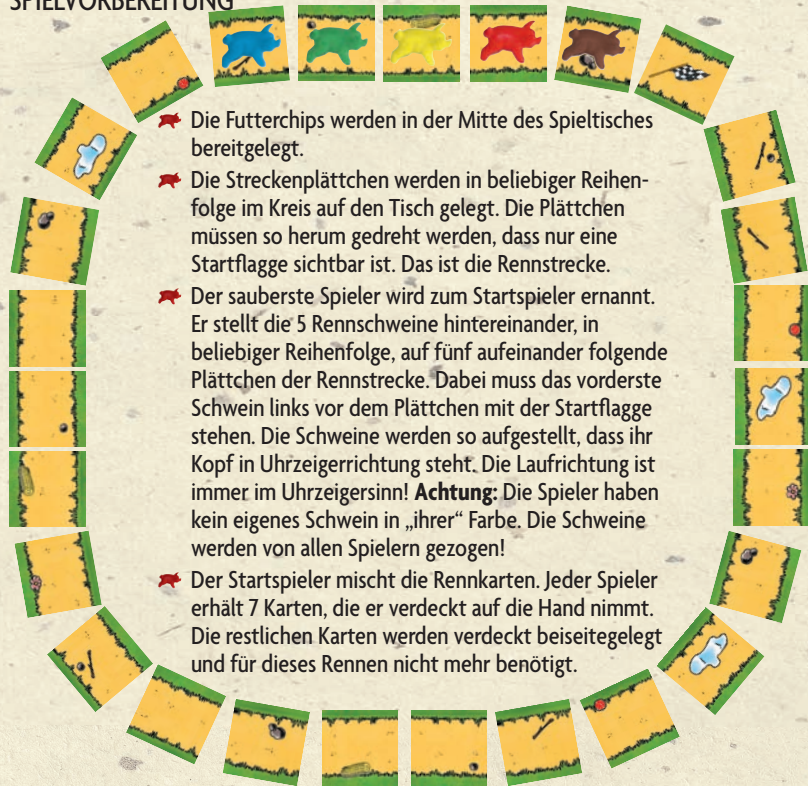 SPIELVORBEREITUNG
Die Futterchips werden in der Mitte des Spieltisches
bereitgelegt.
Die Streckenplättchen werden in beliebiger Reihen-
folge im Kreis auf den Tisch gelegt. Die Plättchen
müssen so herum gedreht werden, dass nur eine
Startflagge sichtbar ist. Das ist die Rennstrecke.
Der sauberste Spieler wird zum Startspieler ernannt.
Er stellt die 5 Rennschweine hintereinander, in
beliebiger Reihenfolge, auf fünf aufeinander folgende
Plättchen der Rennstrecke. Dabei muss das vorderste
Schwein links vor dem Plättchen mit der Startflagge
stehen. Die Schweine werden so aufgestellt, dass ihr
Kopf in Uhrzeigerrichtung steht. Die Laufrichtung ist
immer im Uhrzeigersinn! Achtung: Die Spieler haben
kein eigenes Schwein in „ihrer“ Farbe. Die Schweine
werden von allen Spielern gezogen!
Der Startspieler mischt die Rennkarten. Jeder Spieler
erhält 7 Karten, die er verdeckt auf die Hand nimmt.
Die restlichen Karten werden verdeckt beiseitegelegt
und für dieses Rennen nicht mehr benötigt.